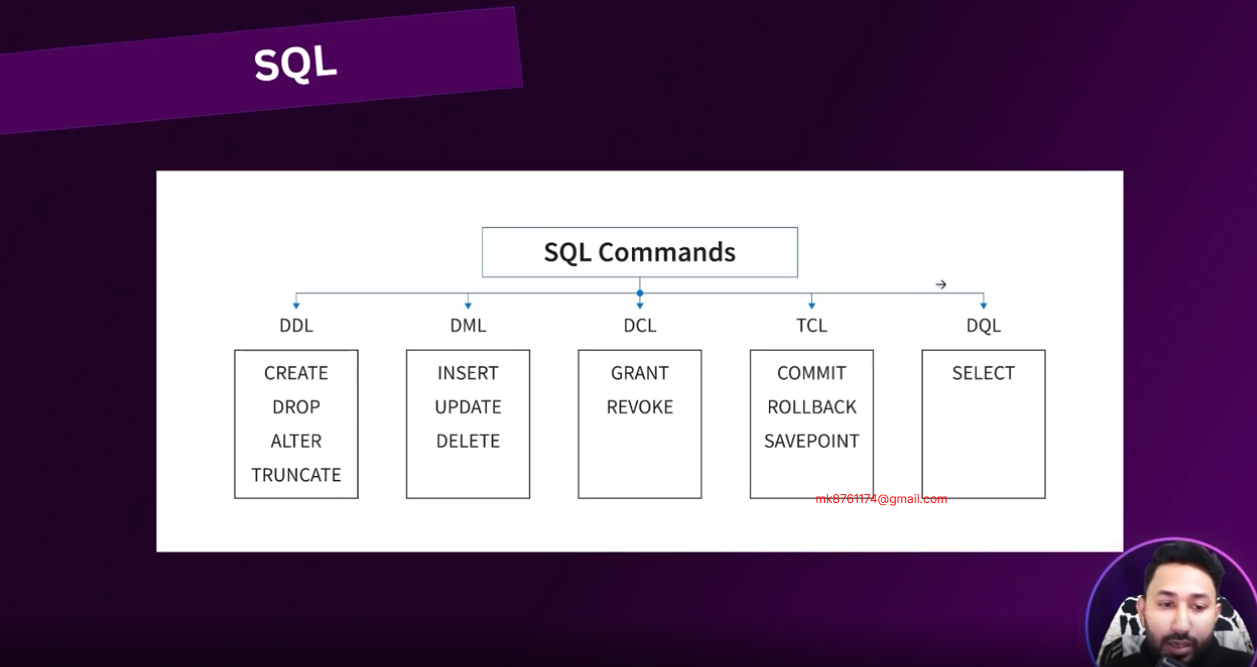 SQL
SQL Commands
DDL
DML
DCL
TCL
DQL
CREATE
DROP
ALTER
TRUNCATE
INSERT
UPDATE
DELETE
GRANT
REVOKE
COMMIT
ROLLBACK
SAVEPOINT
SELECT
mk8761174@gmail.com